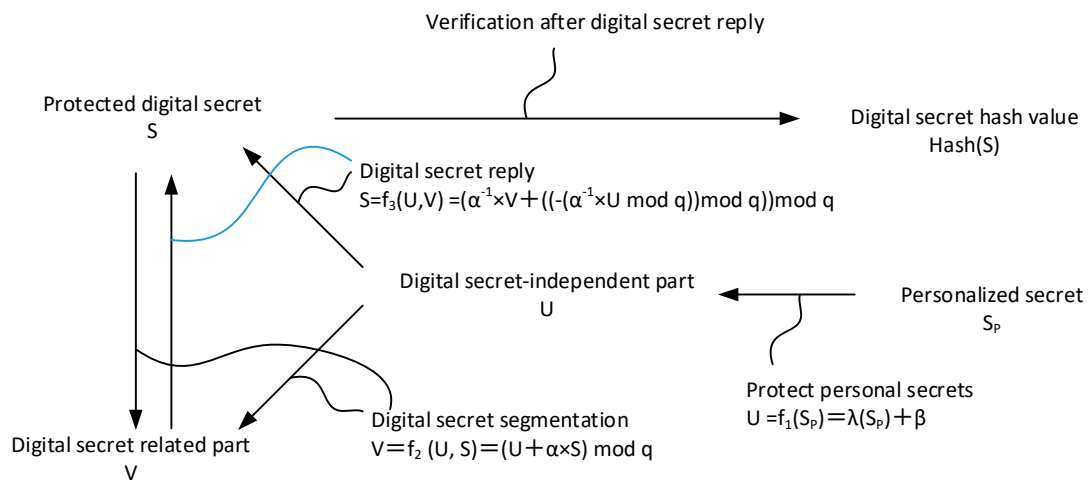 Verification after digital secret reply
Protected digital secret
S
Digital secret hash value
Hash(S)
Digital secret reply
S=f₃(U,V) =(α⁻¹×V+((-(α⁻¹×U mod q))mod q))mod q
Digital secret-independent part
U
Personalized secret
Sₚ
Protect personal secrets
U =f₁(Sₚ)=λ(Sₚ)+β
Digital secret segmentation
V=f₂ (U, S)=(U+α×S) mod q
Digital secret related part
V